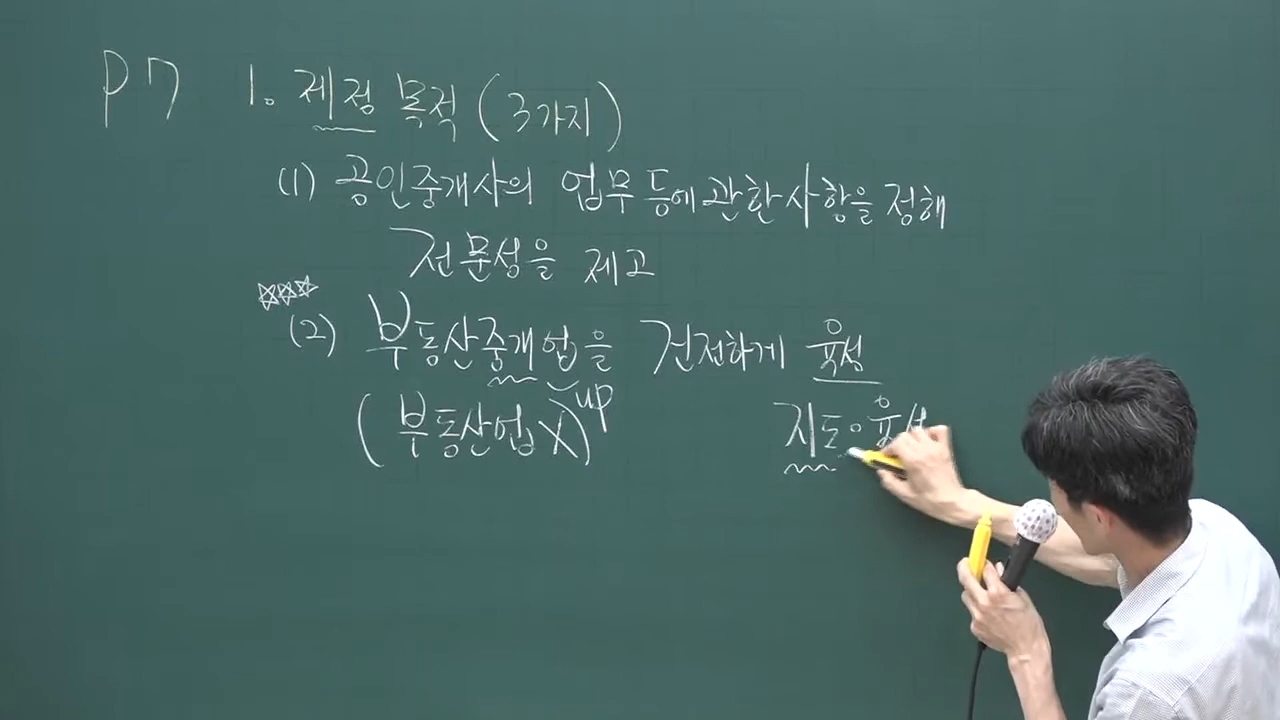 P7 1. 제정 목적 (3가지)
(1) 공인중개사의 업무 등에 관한 사항을 정해
전문성을 제고
☆☆☆
(2) 부동산중개업을 건전하게 육성
(부동산업 X) up 지도·육성